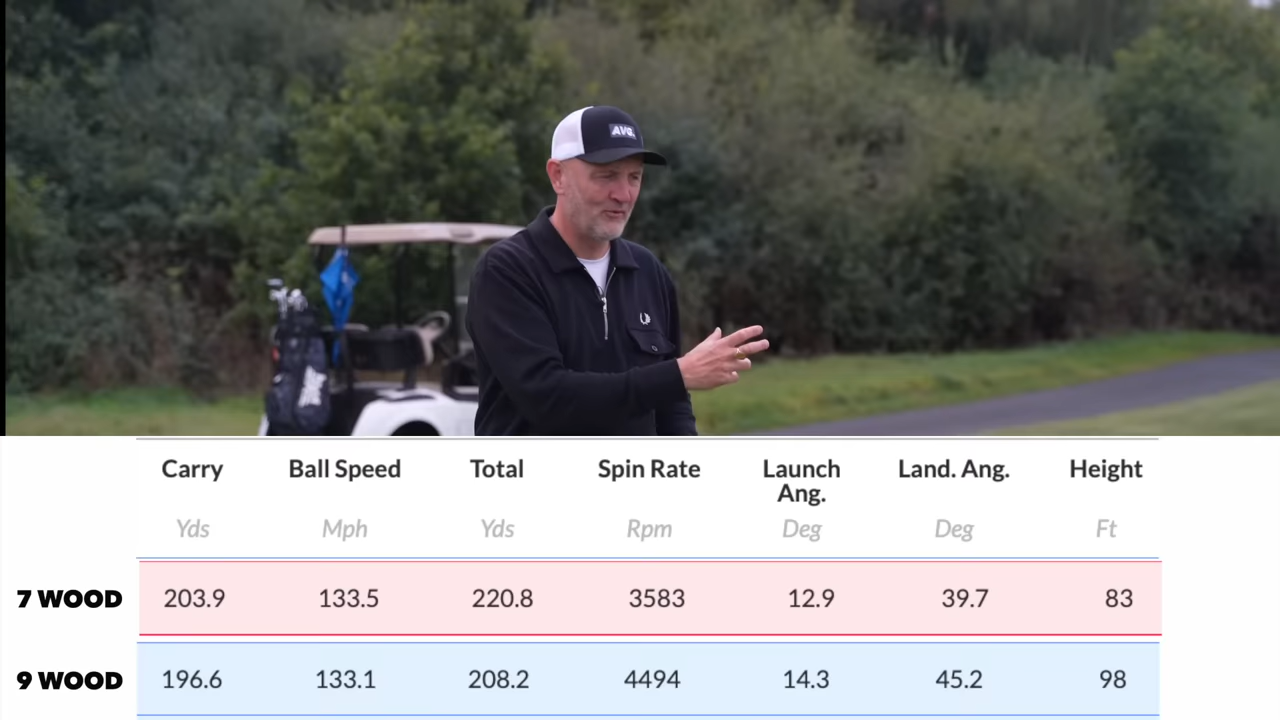 AVG.
Carry Ball Speed Total Spin Rate Launch Ang. Land. Ang. Height
Yds Mph Yds Rpm Deg Deg Ft
7 WOOD 203.9 133.5 220.8 3583 12.9 39.7 83
9 WOOD 196.6 133.1 208.2 4494 14.3 45.2 98